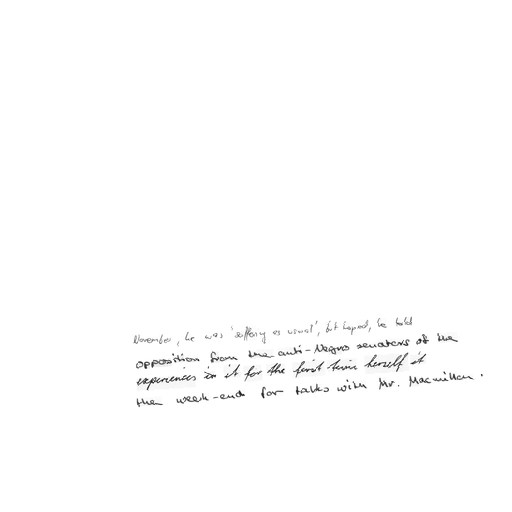 November, he was 'suffering as usual', but hoped, he told
opposition from the anti-Negro senators of the
experiences in it for the first time herself it
the week-end for talks with Mr. Macmillan.